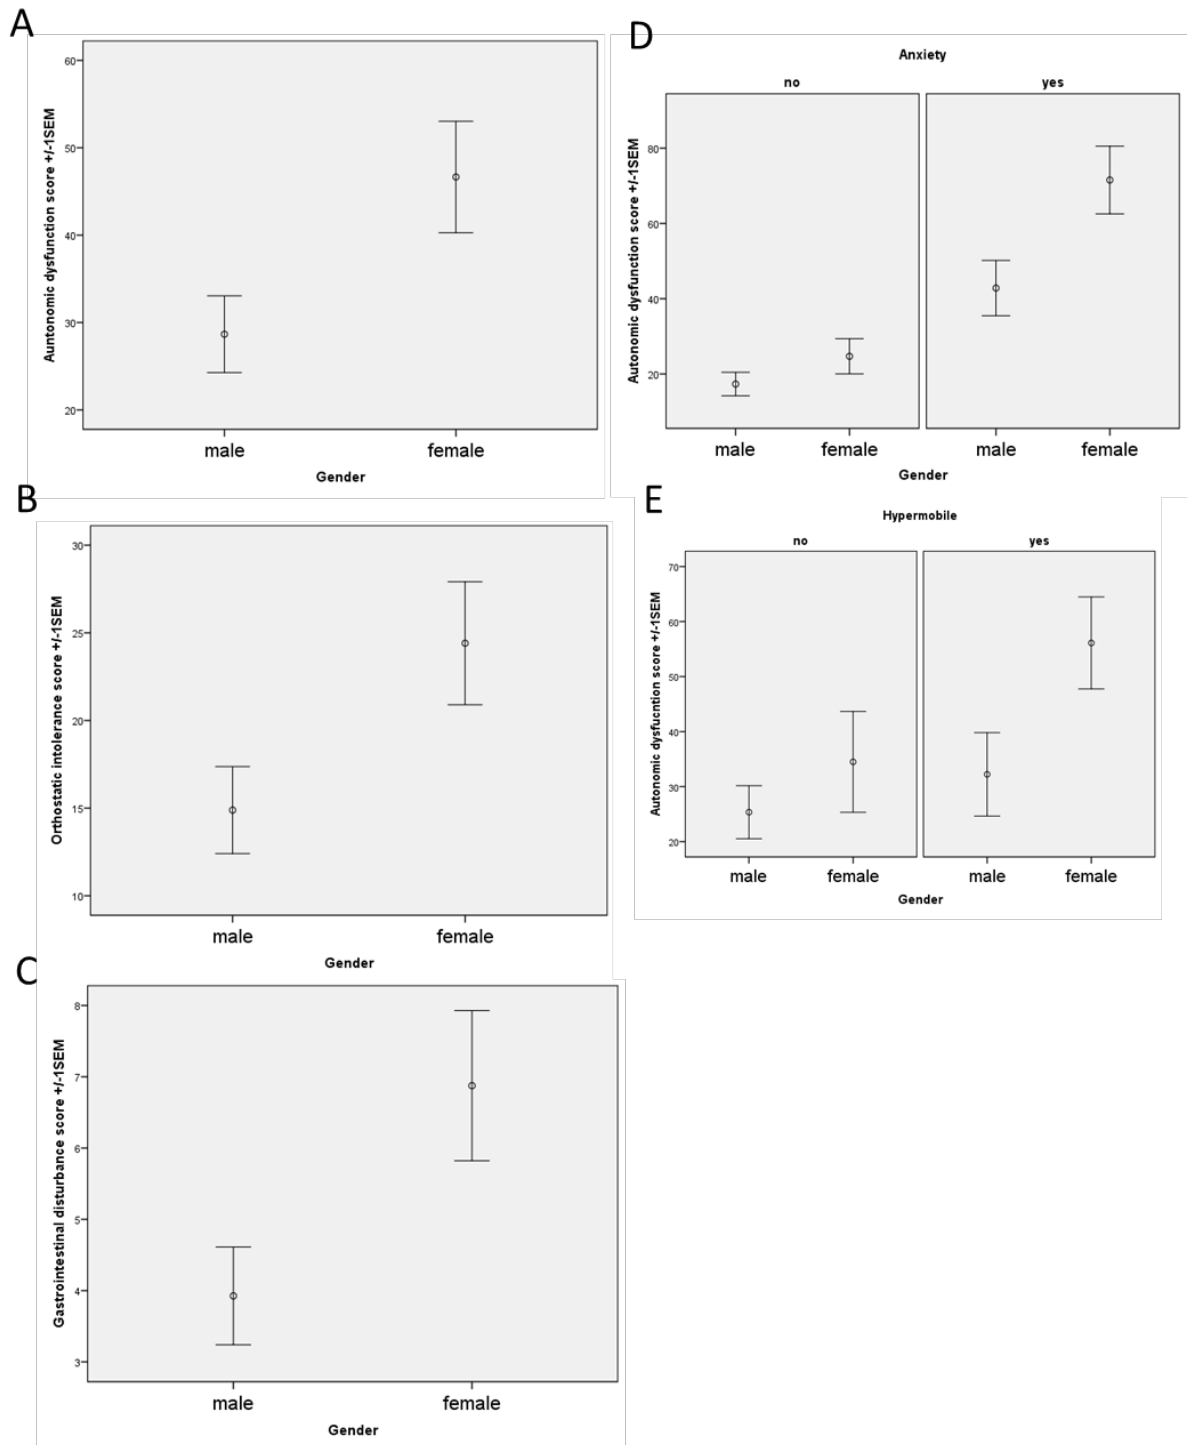 A
Auntonomic dysfunction score +/-1SEM
60
50
40
30
20
male female
Gender
B
Orthostatic intolerance score +/-1SEM
30
25
20
15
10
male female
Gender
C
Gastrointestinal disturbance score +/-1SEM
8
7
6
5
4
3
male female
Gender
D
Anxiety
no yes
Autonomic dysfunction score +/-1SEM
80
60
40
20
male female male female
Gender
E
Hypermobile
no yes
Autonomic dysfucntion score +/-1SEM
70
60
50
40
30
20
male female male female
Gender